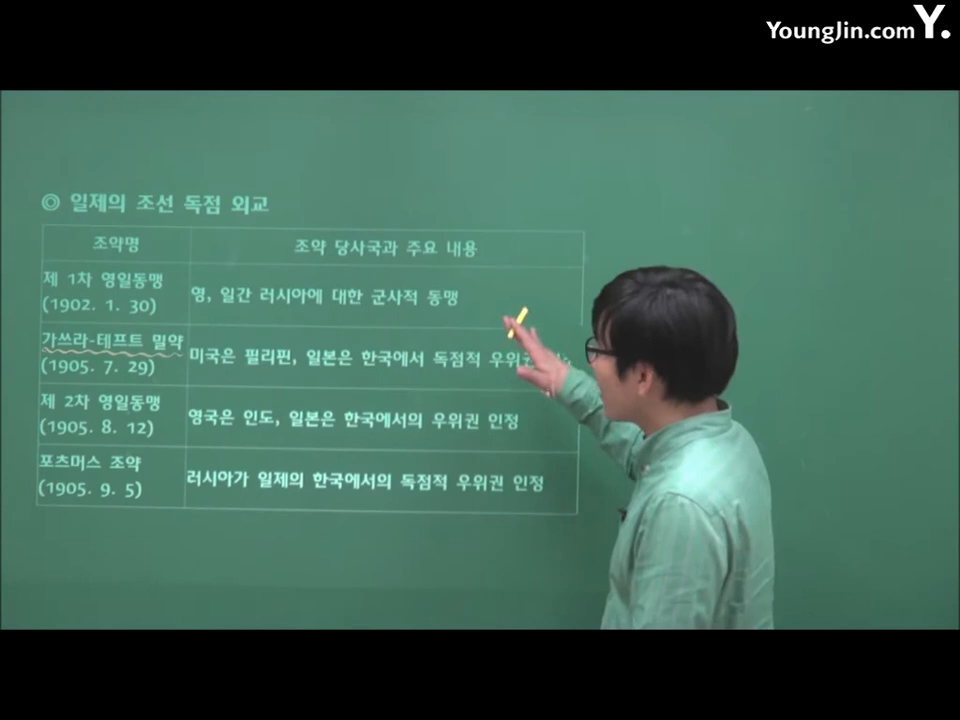 YoungJin.com Y.
◎ 일제의 조선 독점 외교
조약명 조약 당사국과 주요 내용
제 1차 영일동맹
(1902. 1. 30)
영, 일간 러시아에 대한 군사적 동맹
가쓰라-테프트 밀약
(1905. 7. 29)
미국은 필리핀, 일본은 한국에서 독점적 우위권
제 2차 영일동맹
(1905. 8. 12)
영국은 인도, 일본은 한국에서의 우위권 인정
포츠머스 조약
(1905. 9. 5)
러시아가 일제의 한국에서의 독점적 우위권 인정